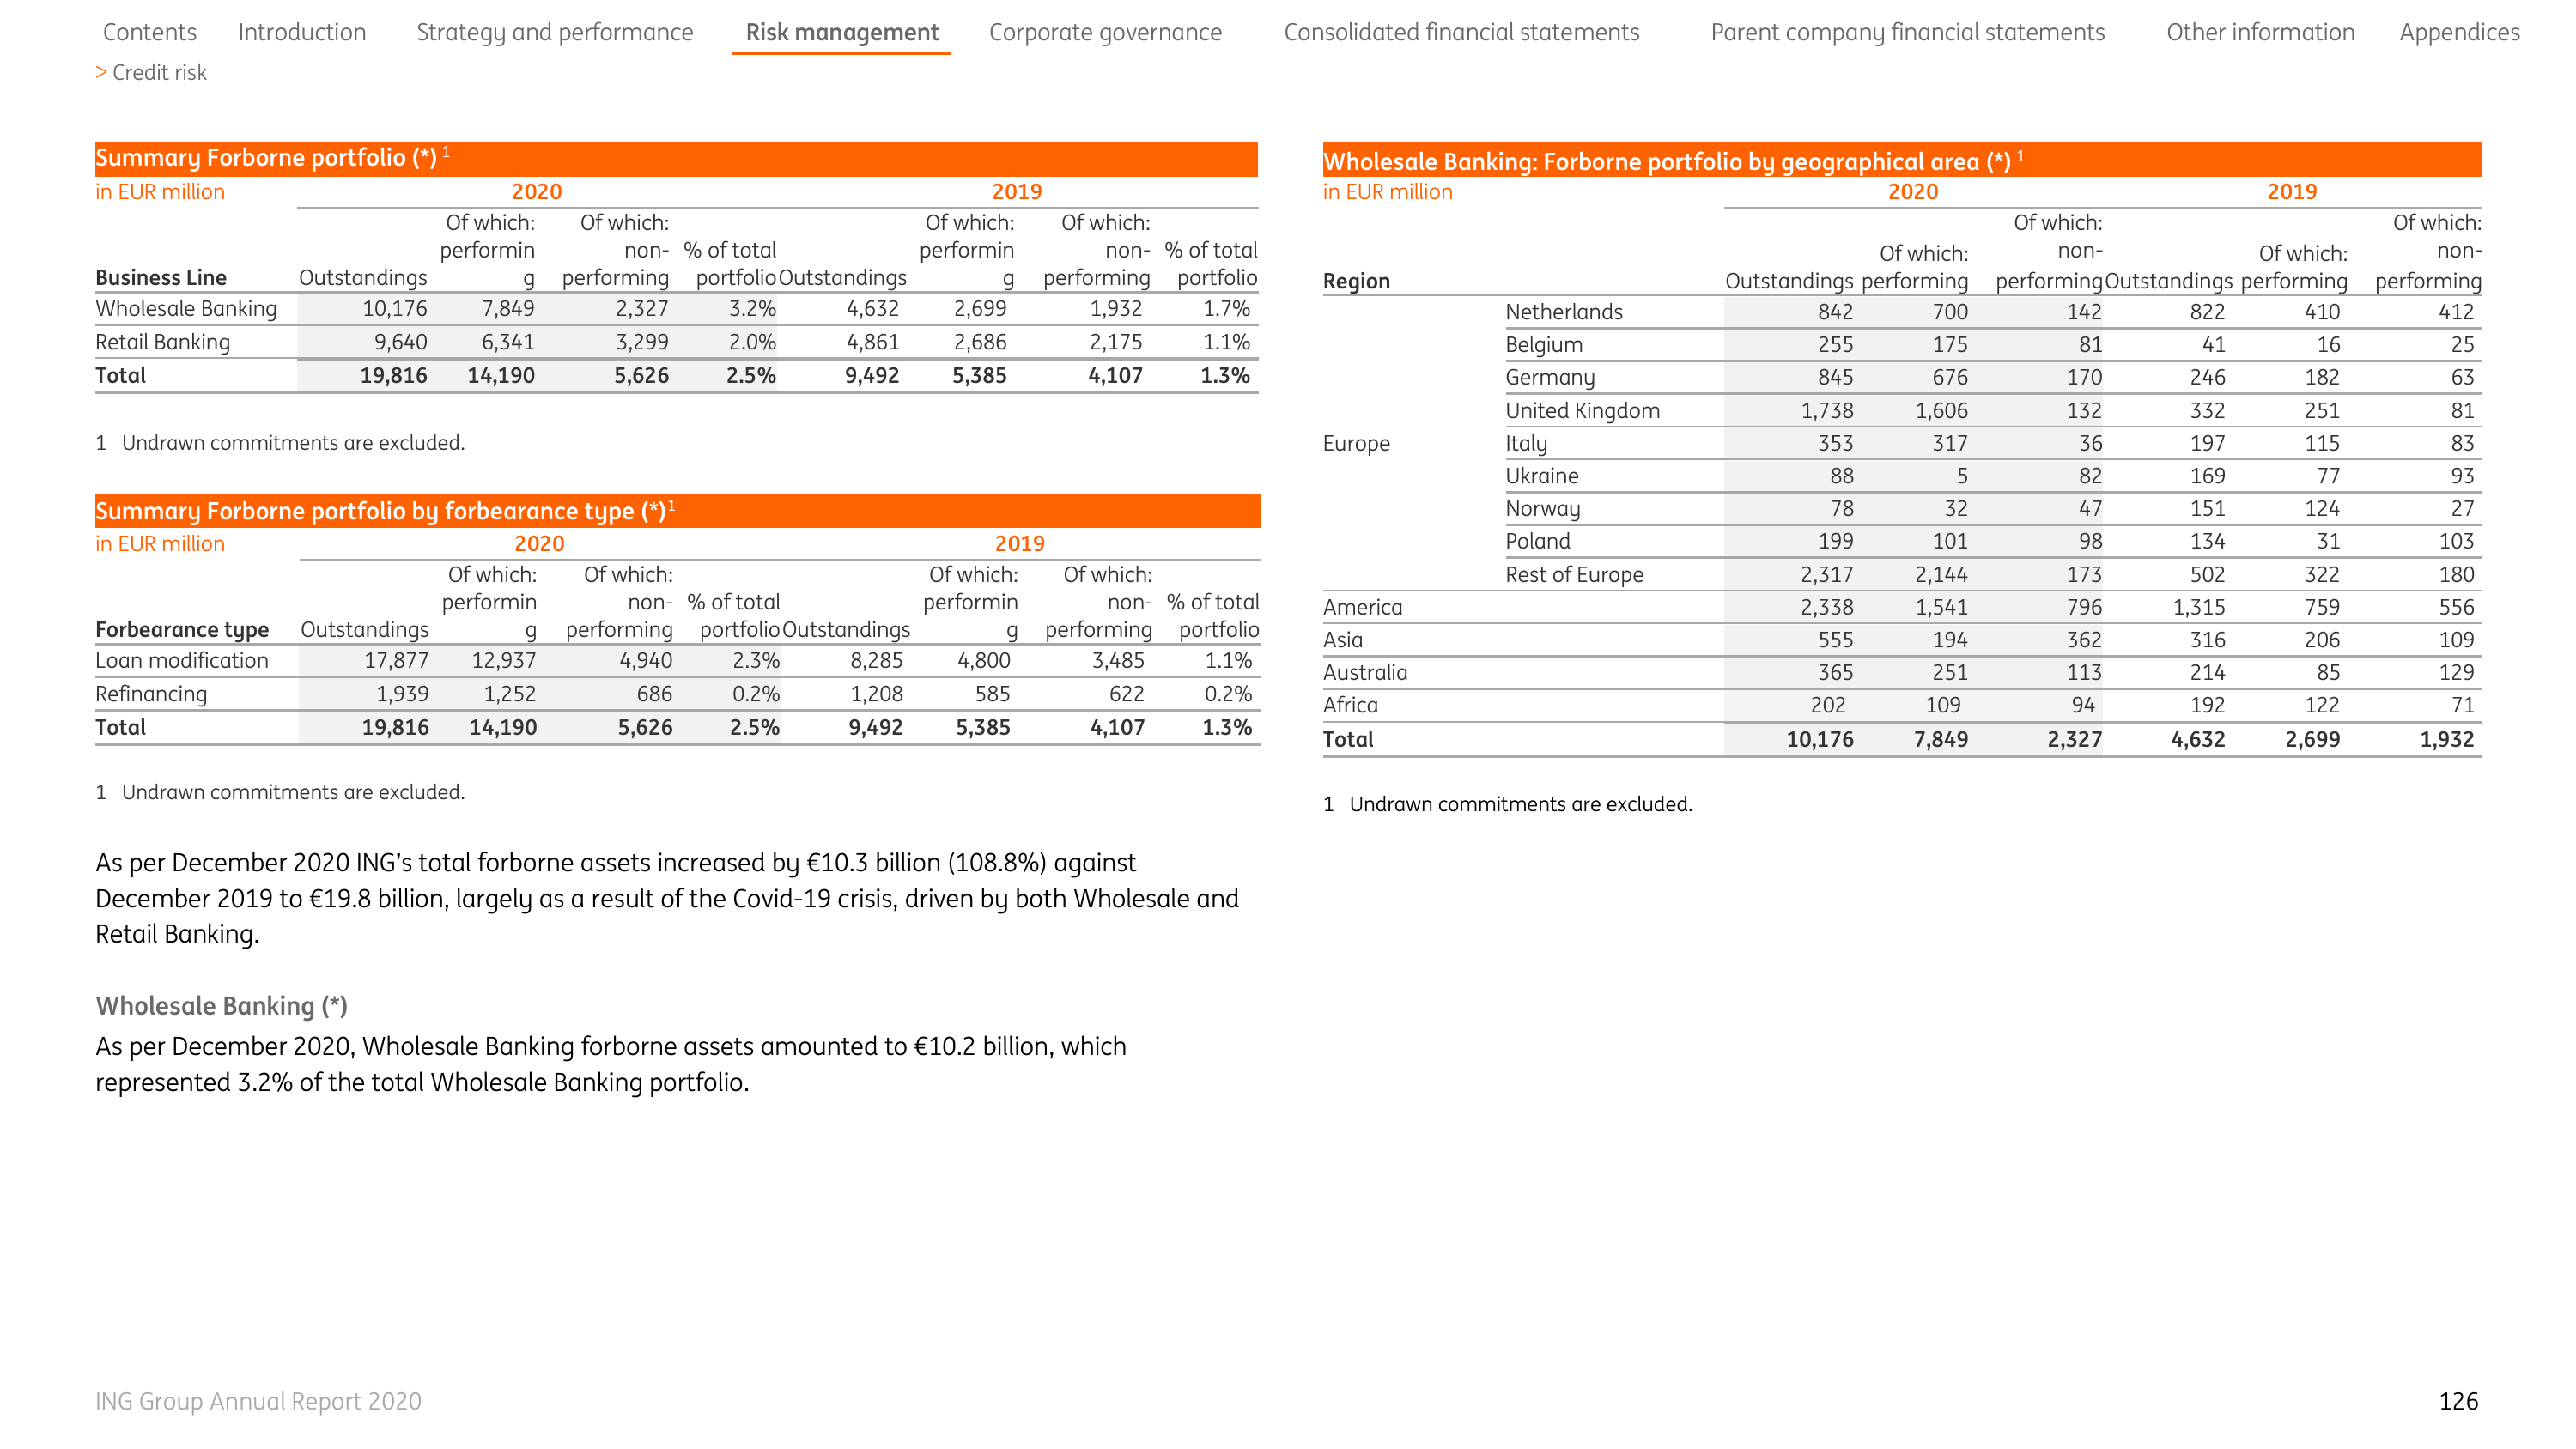 Contents Introduction Strategy and performance Risk management Corporate governance Consolidated financial statements Parent company financial statements Other information Appendices
> Credit risk
Summary Forborne portfolio (*) 1
in EUR million 2020 2019
Business Line Outstandings Of which: performin g Of which: non- performing % of total portfolio Outstandings Of which: performin g Of which: non- performing % of total portfolio
Wholesale Banking 10,176 7,849 2,327 3.2% 4,632 2,699 1,932 1.7%
Retail Banking 9,640 6,341 3,299 2.0% 4,861 2,686 2,175 1.1%
Total 19,816 14,190 5,626 2.5% 9,492 5,385 4,107 1.3%
1 Undrawn commitments are excluded.
Summary Forborne portfolio by forbearance type (*)1
in EUR million 2020 2019
Forbearance type Outstandings Of which: performin g Of which: non- performing % of total portfolio Outstandings Of which: performin g Of which: non- performing % of total portfolio
Loan modification 17,877 12,937 4,940 2.3% 8,285 4,800 3,485 1.1%
Refinancing 1,939 1,252 686 0.2% 1,208 585 622 0.2%
Total 19,816 14,190 5,626 2.5% 9,492 5,385 4,107 1.3%
1 Undrawn commitments are excluded.
As per December 2020 ING’s total forborne assets increased by €10.3 billion (108.8%) against
December 2019 to €19.8 billion, largely as a result of the Covid-19 crisis, driven by both Wholesale and
Retail Banking.
Wholesale Banking (*)
As per December 2020, Wholesale Banking forborne assets amounted to €10.2 billion, which
represented 3.2% of the total Wholesale Banking portfolio.
Wholesale Banking: Forborne portfolio by geographical area (*) 1
in EUR million 2020 2019
Region Outstandings Of which: performing Of which: non- performing Outstandings Of which: performing Of which: non- performing
Netherlands 842 700 142 822 410 412
Belgium 255 175 81 41 16 25
Germany 845 676 170 246 182 63
United Kingdom 1,738 1,606 132 332 251 81
Europe Italy 353 317 36 197 115 83
Ukraine 88 5 82 169 77 93
Norway 78 32 47 151 124 27
Poland 199 101 98 134 31 103
Rest of Europe 2,317 2,144 173 502 322 180
America 2,338 1,541 796 1,315 759 556
Asia 555 194 362 316 206 109
Australia 365 251 113 214 85 129
Africa 202 109 94 192 122 71
Total 10,176 7,849 2,327 4,632 2,699 1,932
1 Undrawn commitments are excluded.
ING Group Annual Report 2020 126